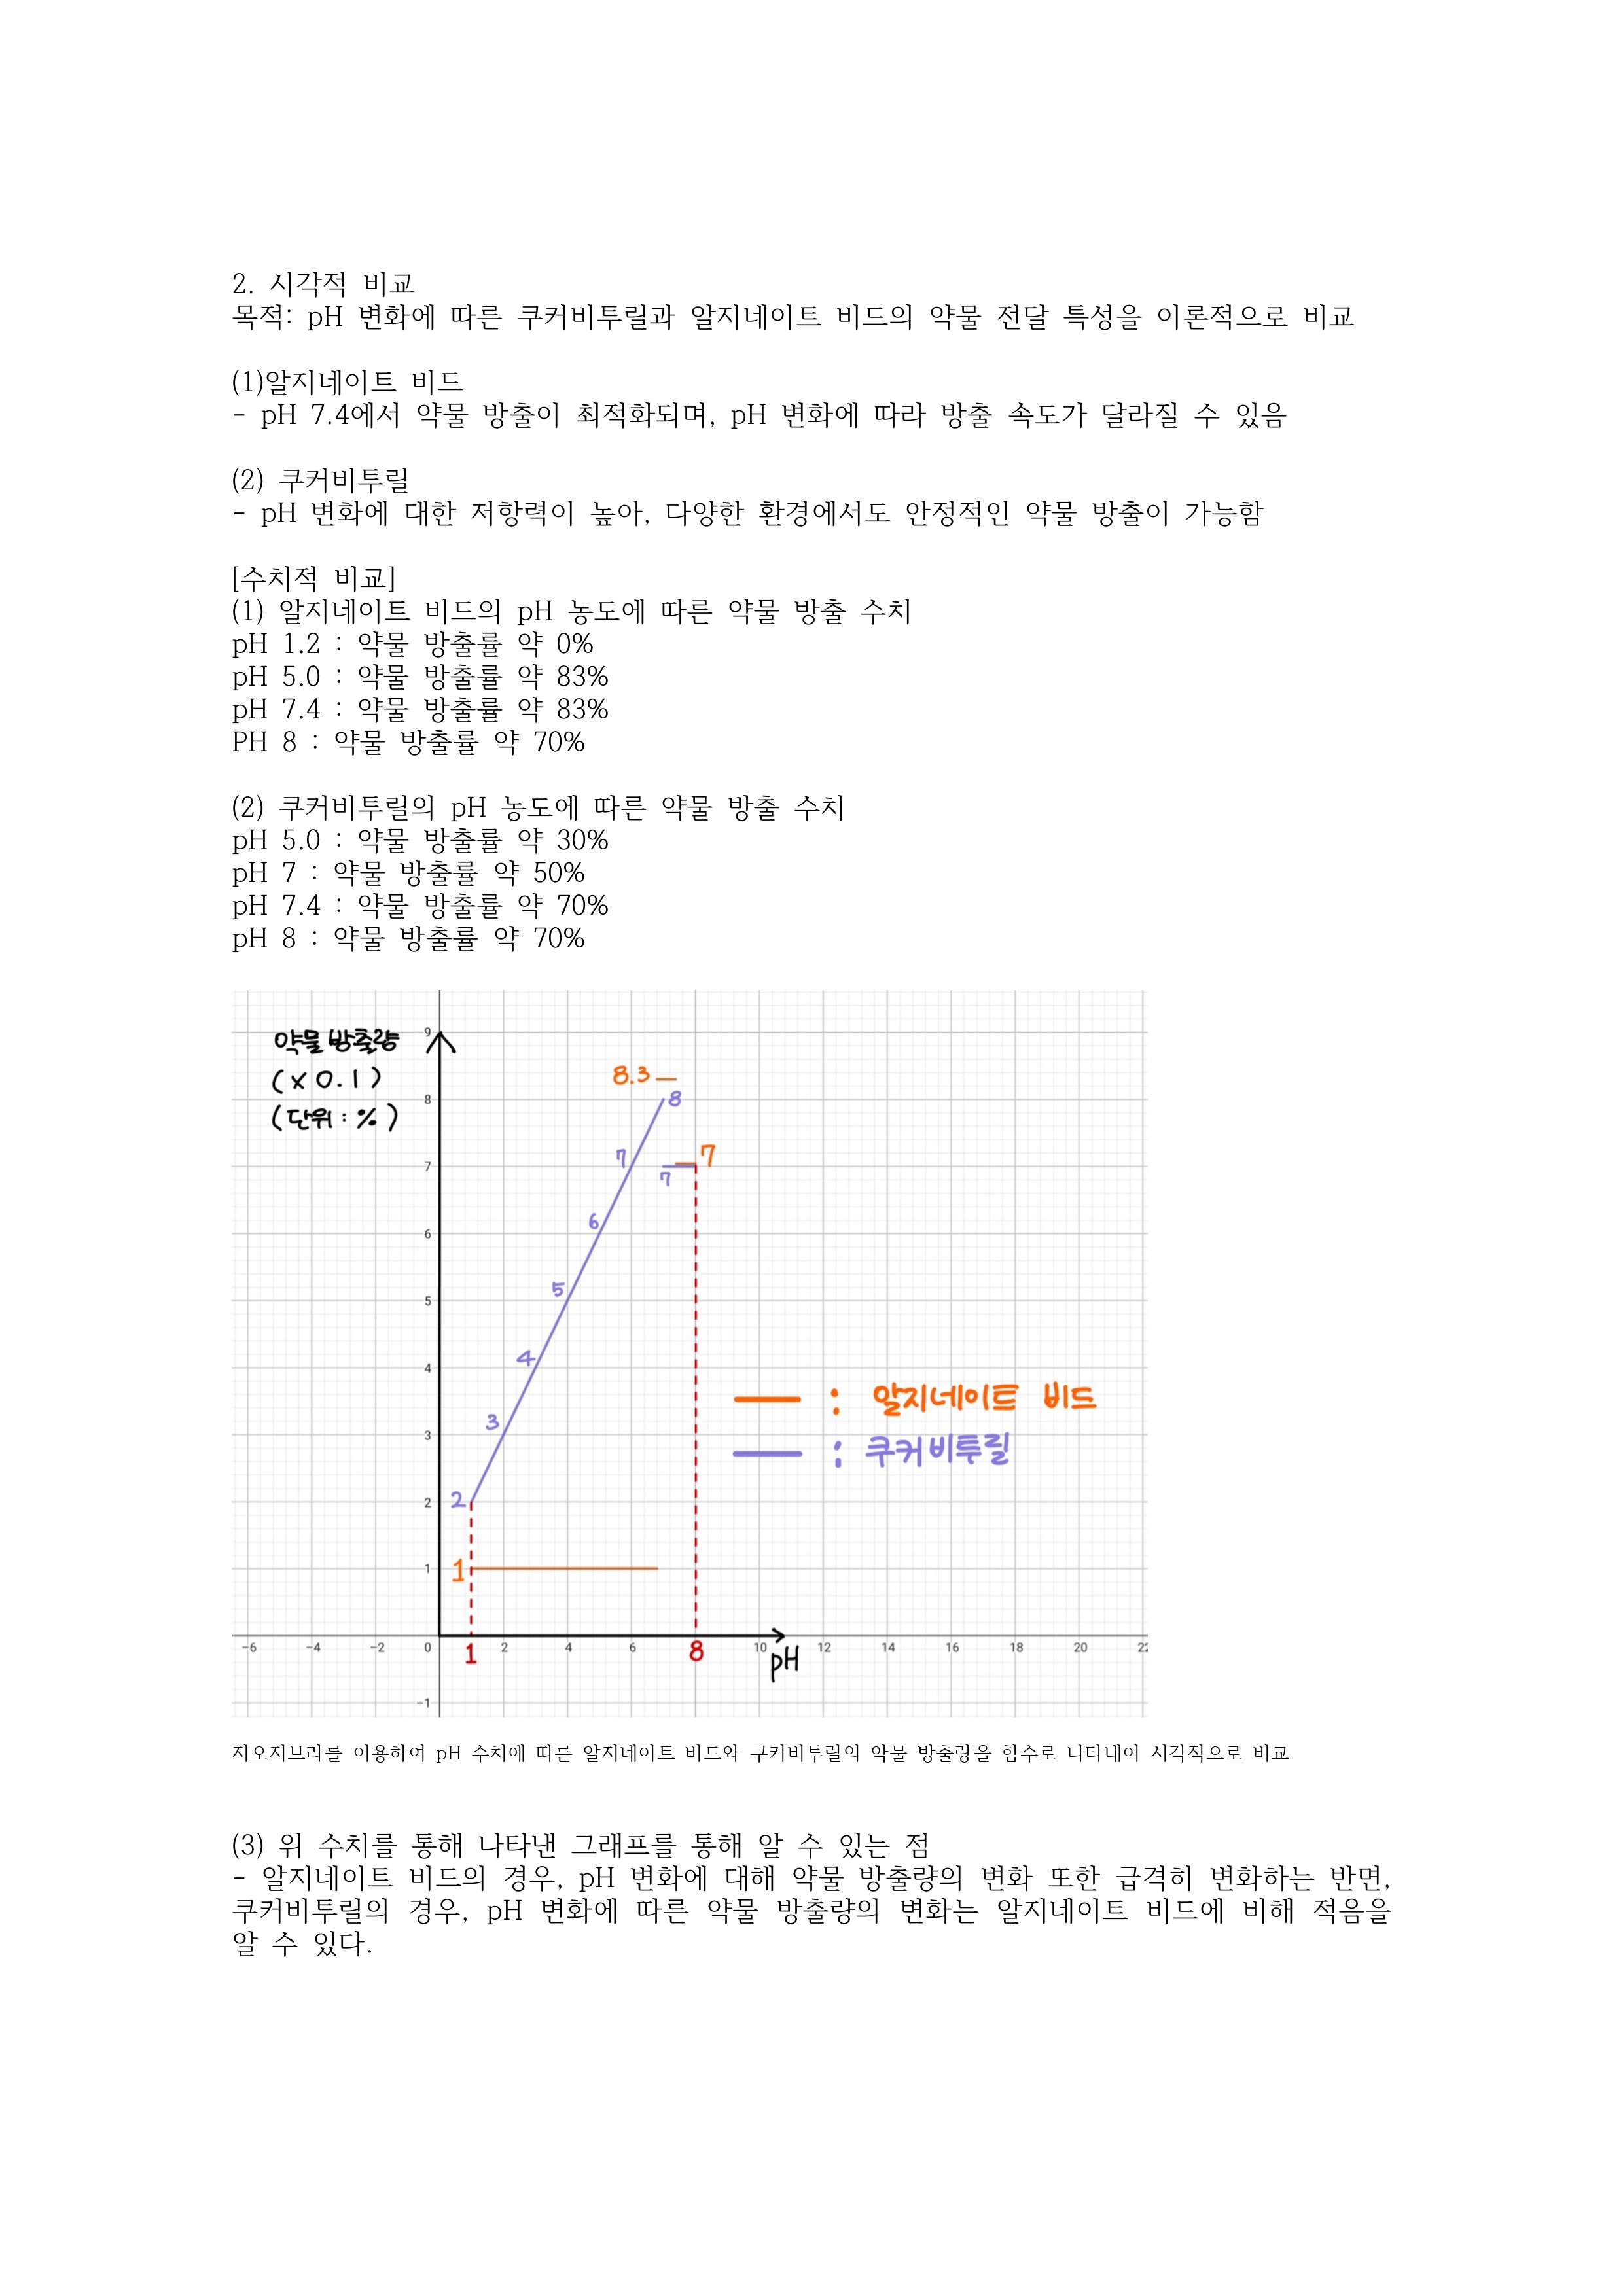 2. 시각적 비교
목적: pH 변화에 따른 쿠커비투릴과 알지네이트 비드의 약물 전달 특성을 이론적으로 비교
(1)알지네이트 비드
- pH 7.4에서 약물 방출이 최적화되며, pH 변화에 따라 방출 속도가 달라질 수 있음
(2) 쿠커비투릴
- pH 변화에 대한 저항력이 높아, 다양한 환경에서도 안정적인 약물 방출이 가능함
[수치적 비교]
(1) 알지네이트 비드의 pH 농도에 따른 약물 방출 수치
pH 1.2 : 약물 방출률 약 0%
pH 5.0 : 약물 방출률 약 83%
pH 7.4 : 약물 방출률 약 83%
PH 8 : 약물 방출률 약 70%
(2) 쿠커비투릴의 pH 농도에 따른 약물 방출 수치
pH 5.0 : 약물 방출률 약 30%
pH 7 : 약물 방출률 약 50%
pH 7.4 : 약물 방출률 약 70%
pH 8 : 약물 방출률 약 70%
약물 방출량 9
(×0.1) 8.3
(단위: %) 8 8
7 7 7
7
6 6
5 5
4 4
: 알지네이트 비드
3 3
: 쿠커비투릴
2 2
1 1
-6 -4 -2 0 1 2 4 6 8 10 12 14 16 18 20 22
pH
-1
지오지브라를 이용하여 pH 수치에 따른 알지네이트 비드와 쿠커비투릴의 약물 방출량을 함수로 나타내어 시각적으로 비교
(3) 위 수치를 통해 나타낸 그래프를 통해 알 수 있는 점
- 알지네이트 비드의 경우, pH 변화에 대해 약물 방출량의 변화 또한 급격히 변화하는 반면,
쿠커비투릴의 경우, pH 변화에 따른 약물 방출량의 변화는 알지네이트 비드에 비해 적음을
알 수 있다.